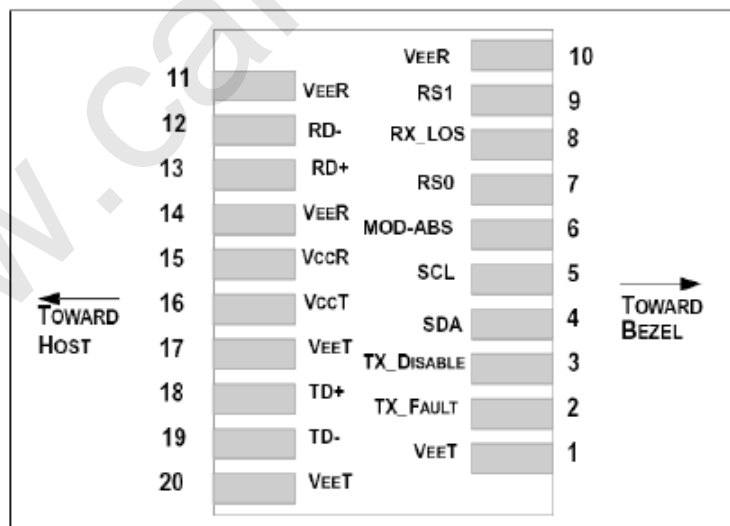 VEER 10
11 VEER
RS1 9
12 RD-
RX_LOS 8
13 RD+
RS0 7
14 VEER
MOD-ABS 6
15 VCCR
SCL 5
16 VCCT
SDA 4
17 VEET
TX_DISABLE 3
18 TD+
TX_FAULT 2
19 TD-
VEET 1
20 VEET
TOWARD
HOST
TOWARD
BEZEL